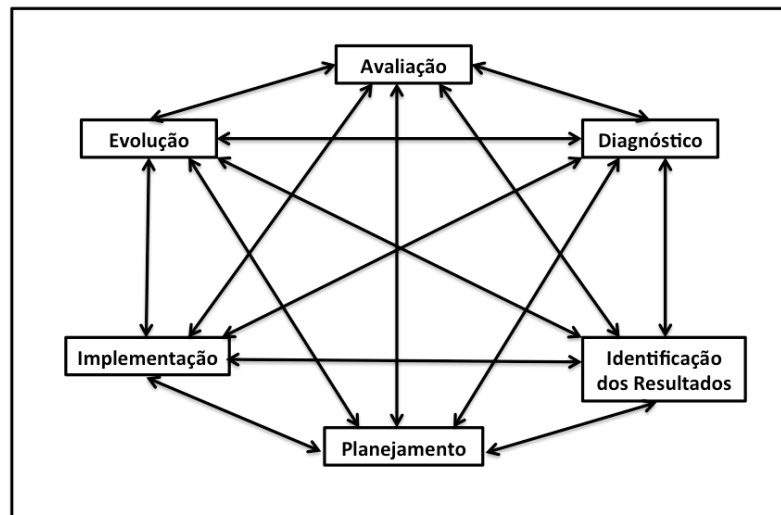 Avaliação
Evolução
Diagnóstico
Implementação
Identificação
dos Resultados
Planejamento